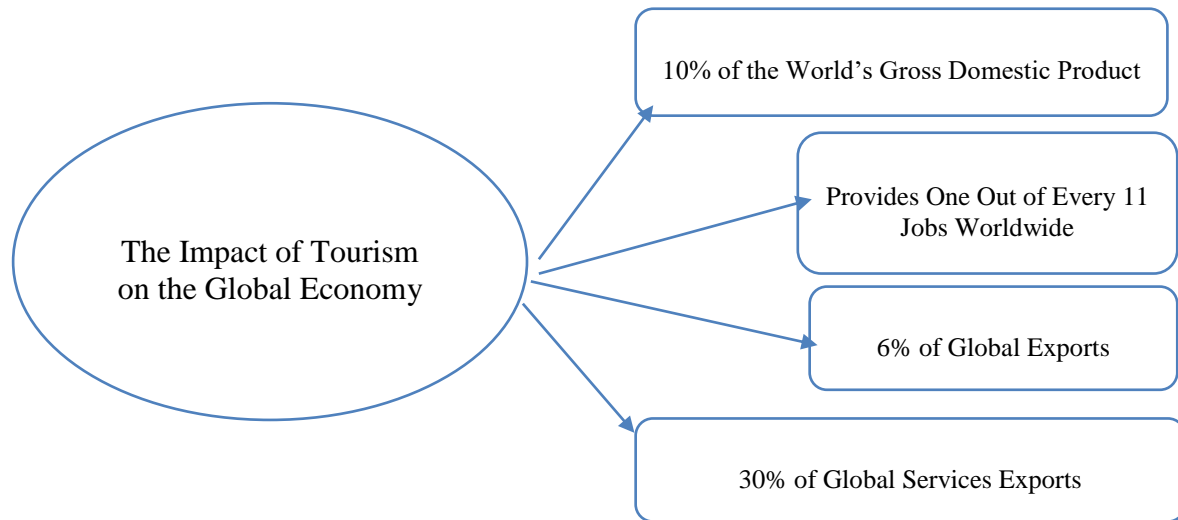 10% of the World’s Gross Domestic Product
Provides One Out of Every 11
Jobs Worldwide
The Impact of Tourism
on the Global Economy
6% of Global Exports
30% of Global Services Exports